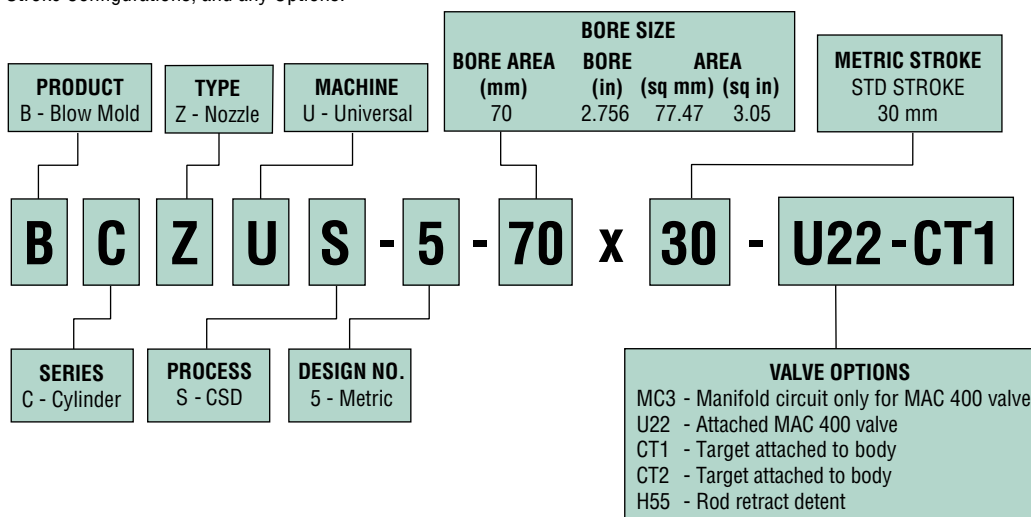 Stroke Configurations, and any Options.
BORE SIZE
BORE AREA BORE AREA
(mm) (in) (sq mm) (sq in)
70 2.756 77.47 3.05
METRIC STROKE
STD STROKE
30 mm
PRODUCT
B - Blow Mold
TYPE
Z - Nozzle
MACHINE
U - Universal
B C Z U S - 5 - 70 x 30 - U22-CT1
SERIES
C - Cylinder
PROCESS
S - CSD
DESIGN NO.
5 - Metric
VALVE OPTIONS
MC3 - Manifold circuit only for MAC 400 valve
U22 - Attached MAC 400 valve
CT1 - Target attached to body
CT2 - Target attached to body
H55 - Rod retract detent